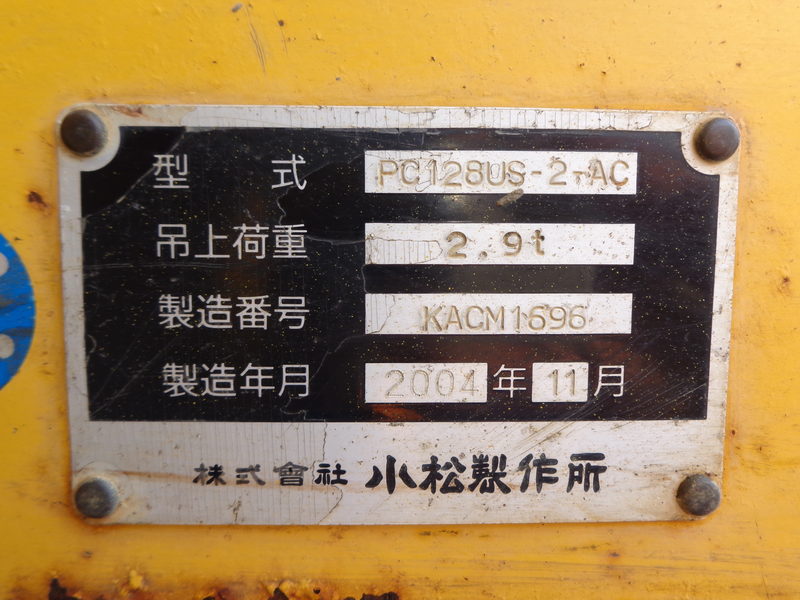 型式 PC128US-2-AC
吊上荷重 2.9t
製造番号 KACM1696
製造年月 2004年11月
株式會社 小松製作所